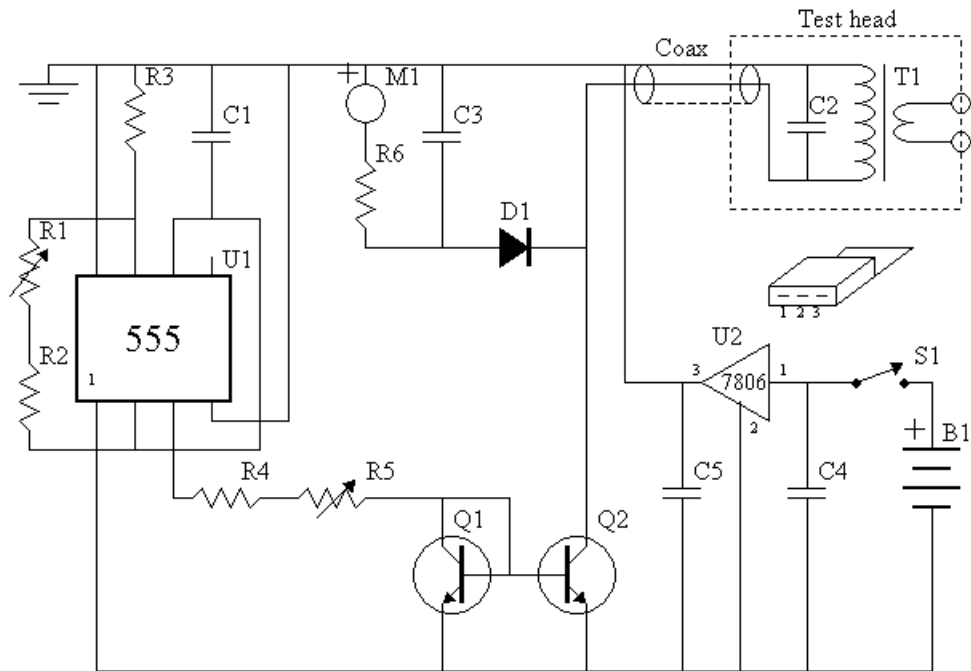 Test head
Coax
R3
M1
T1
C1
C3
C2
R6
D1
R1
U1
555
1 2 3
R2
1
U2
S1
3
7806
1
2
B1
R4
R5
C5
C4
Q1
Q2